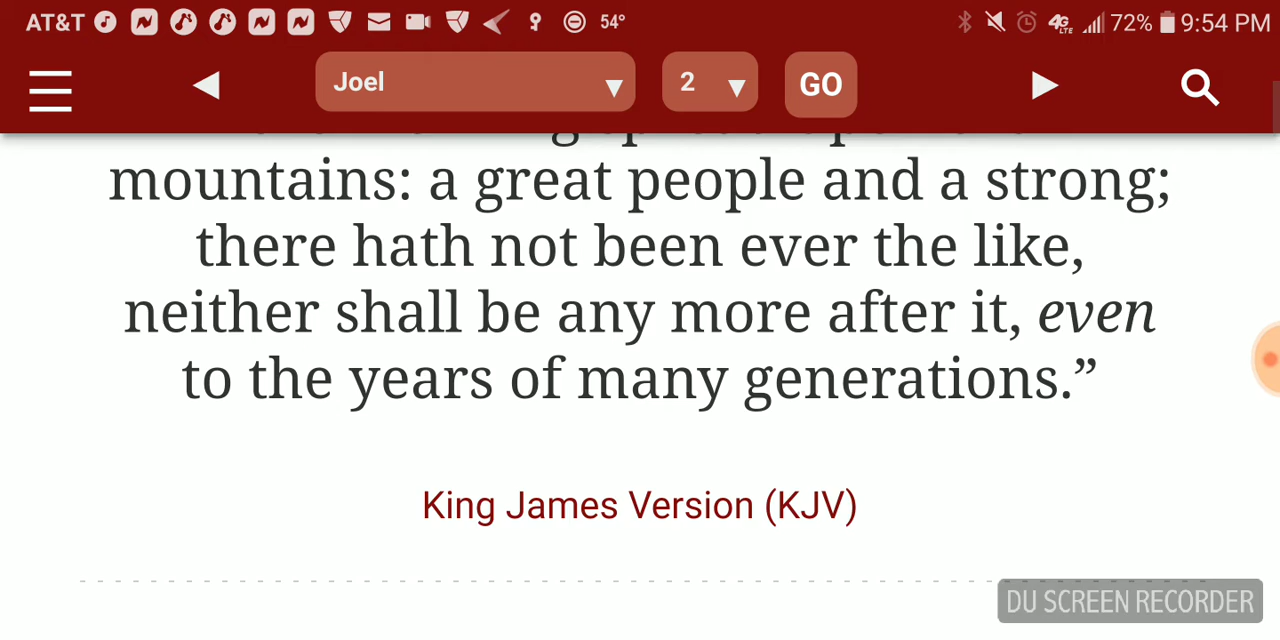 AT&T 54° 4G LTE 72% 9:54 PM
Joel 2 GO
mountains: a great people and a strong;
there hath not been ever the like,
neither shall be any more after it, even
to the years of many generations.”
King James Version (KJV)
DU SCREEN RECORDER